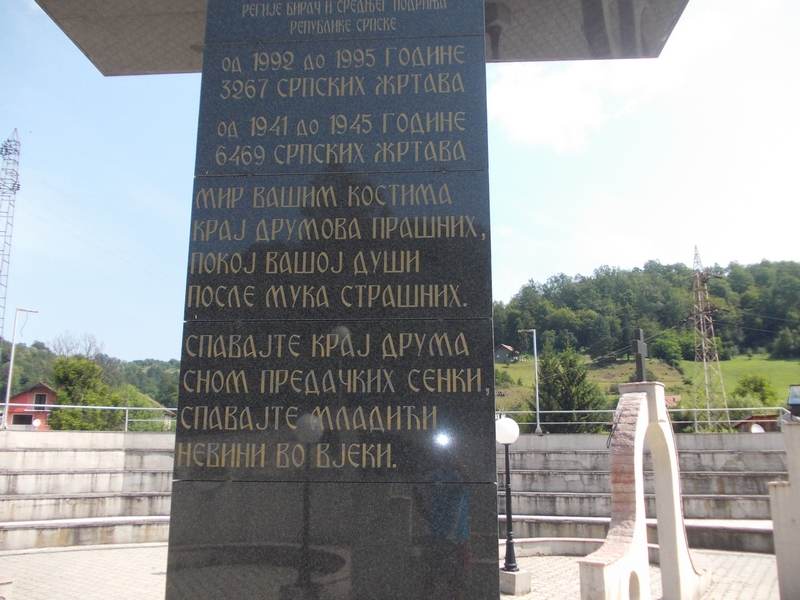 РЕГИЈЕ БИРАЧ И СРЕДЊЕГ ПОДРИЊА
РЕПУБЛИКЕ СРПСКЕ
ОД 1992 ДО 1995 ГОДИНЕ
3267 СРПСКИХ ЖРТАВА
ОД 1941 ДО 1945 ГОДИНЕ
6469 СРПСКИХ ЖРТАВА
МИР ВАШИМ КОСТИМА
КРАЈ ДРУМОВА ПРАШНИХ,
ПОКОЈ ВАШОЈ ДУШИ
ПОСЛЕ МУКА СТРАШНИХ.
СПАВАЈТЕ КРАЈ ДРУМА
СНОМ ПРЕДАЧКИХ СЕНКИ,
СПАВАЈТЕ МЛАДИЋИ
НЕВИНИ ВО ВЈЕКИ.